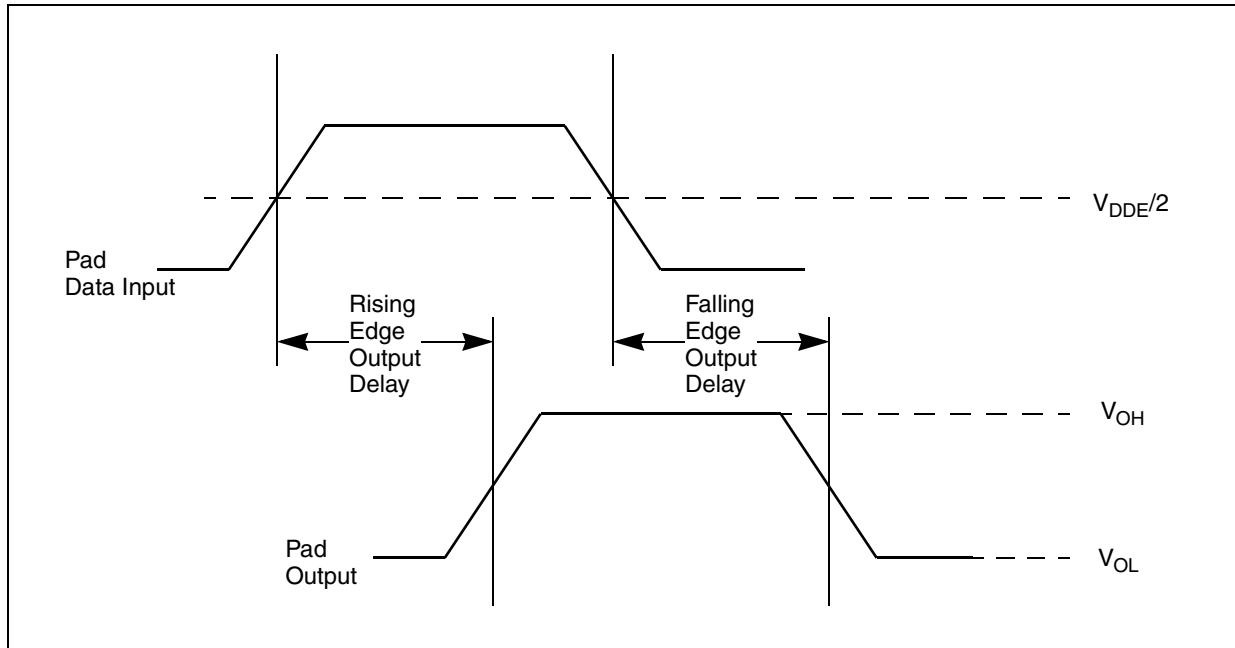 V_DDE/2
Pad
Data Input
Rising
Edge
Output
Delay
Falling
Edge
Output
Delay
V_OH
Pad
Output
V_OL